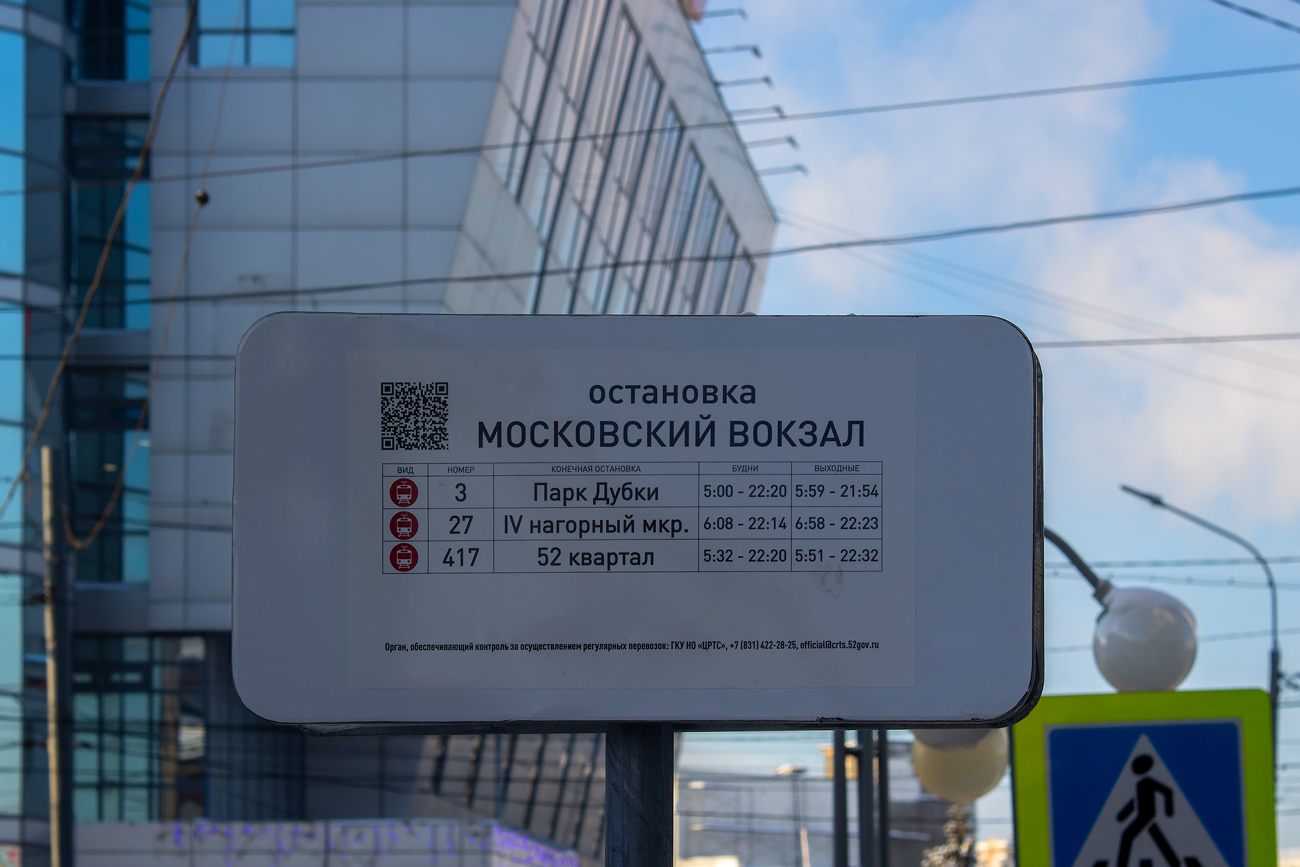 остановка
МОСКОВСКИЙ ВОКЗАЛ
ВИД НОМЕР КОНЕЧНАЯ ОСТАНОВКА БУДНИ ВЫХОДНЫЕ
3 Парк Дубки 5:00 - 22:20 5:59 - 21:54
27 IV нагорный мкр. 6:08 - 22:14 6:58 - 22:23
417 52 квартал 5:32 - 22:20 5:51 - 22:32
Орган, обеспечивающий контроль за осуществлением регулярных перевозок: ГКУ НО «ЦРТС», +7 (831) 422-28-25, official@crts.52gov.ru